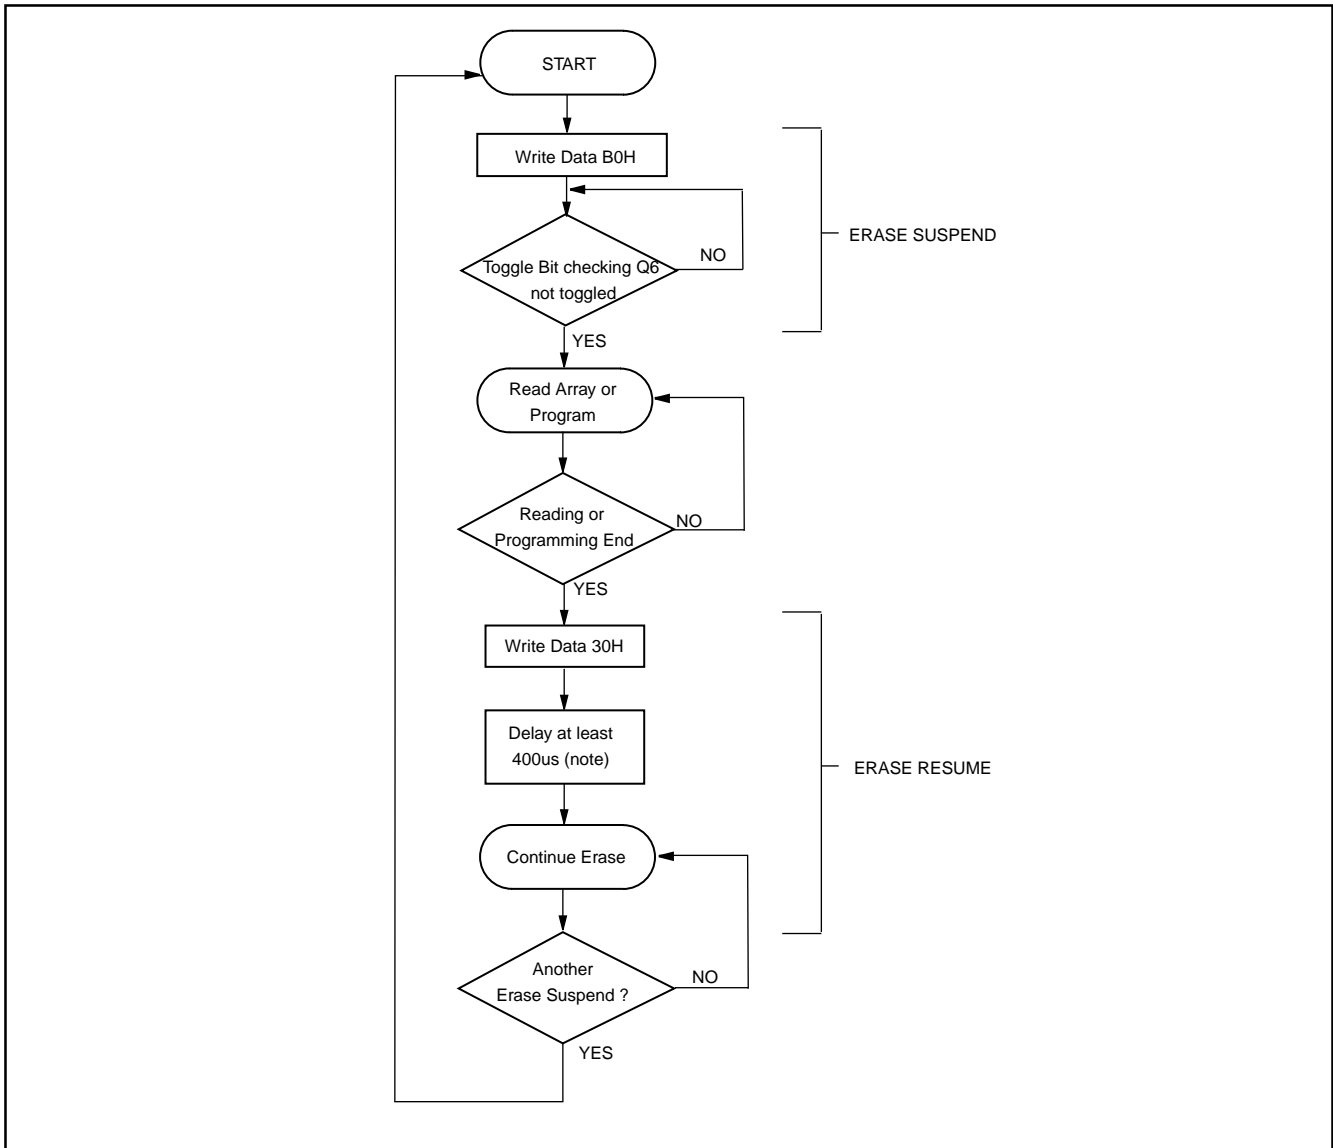 START
Write Data B0H
ERASE SUSPEND
NO
Toggle Bit checking Q6
not toggled
YES
Read Array or
Program
Reading or
NO
Programming End
YES
Write Data 30H
Delay at least
400us (note)
ERASE RESUME
Continue Erase
Another
NO
Erase Suspend ?
YES